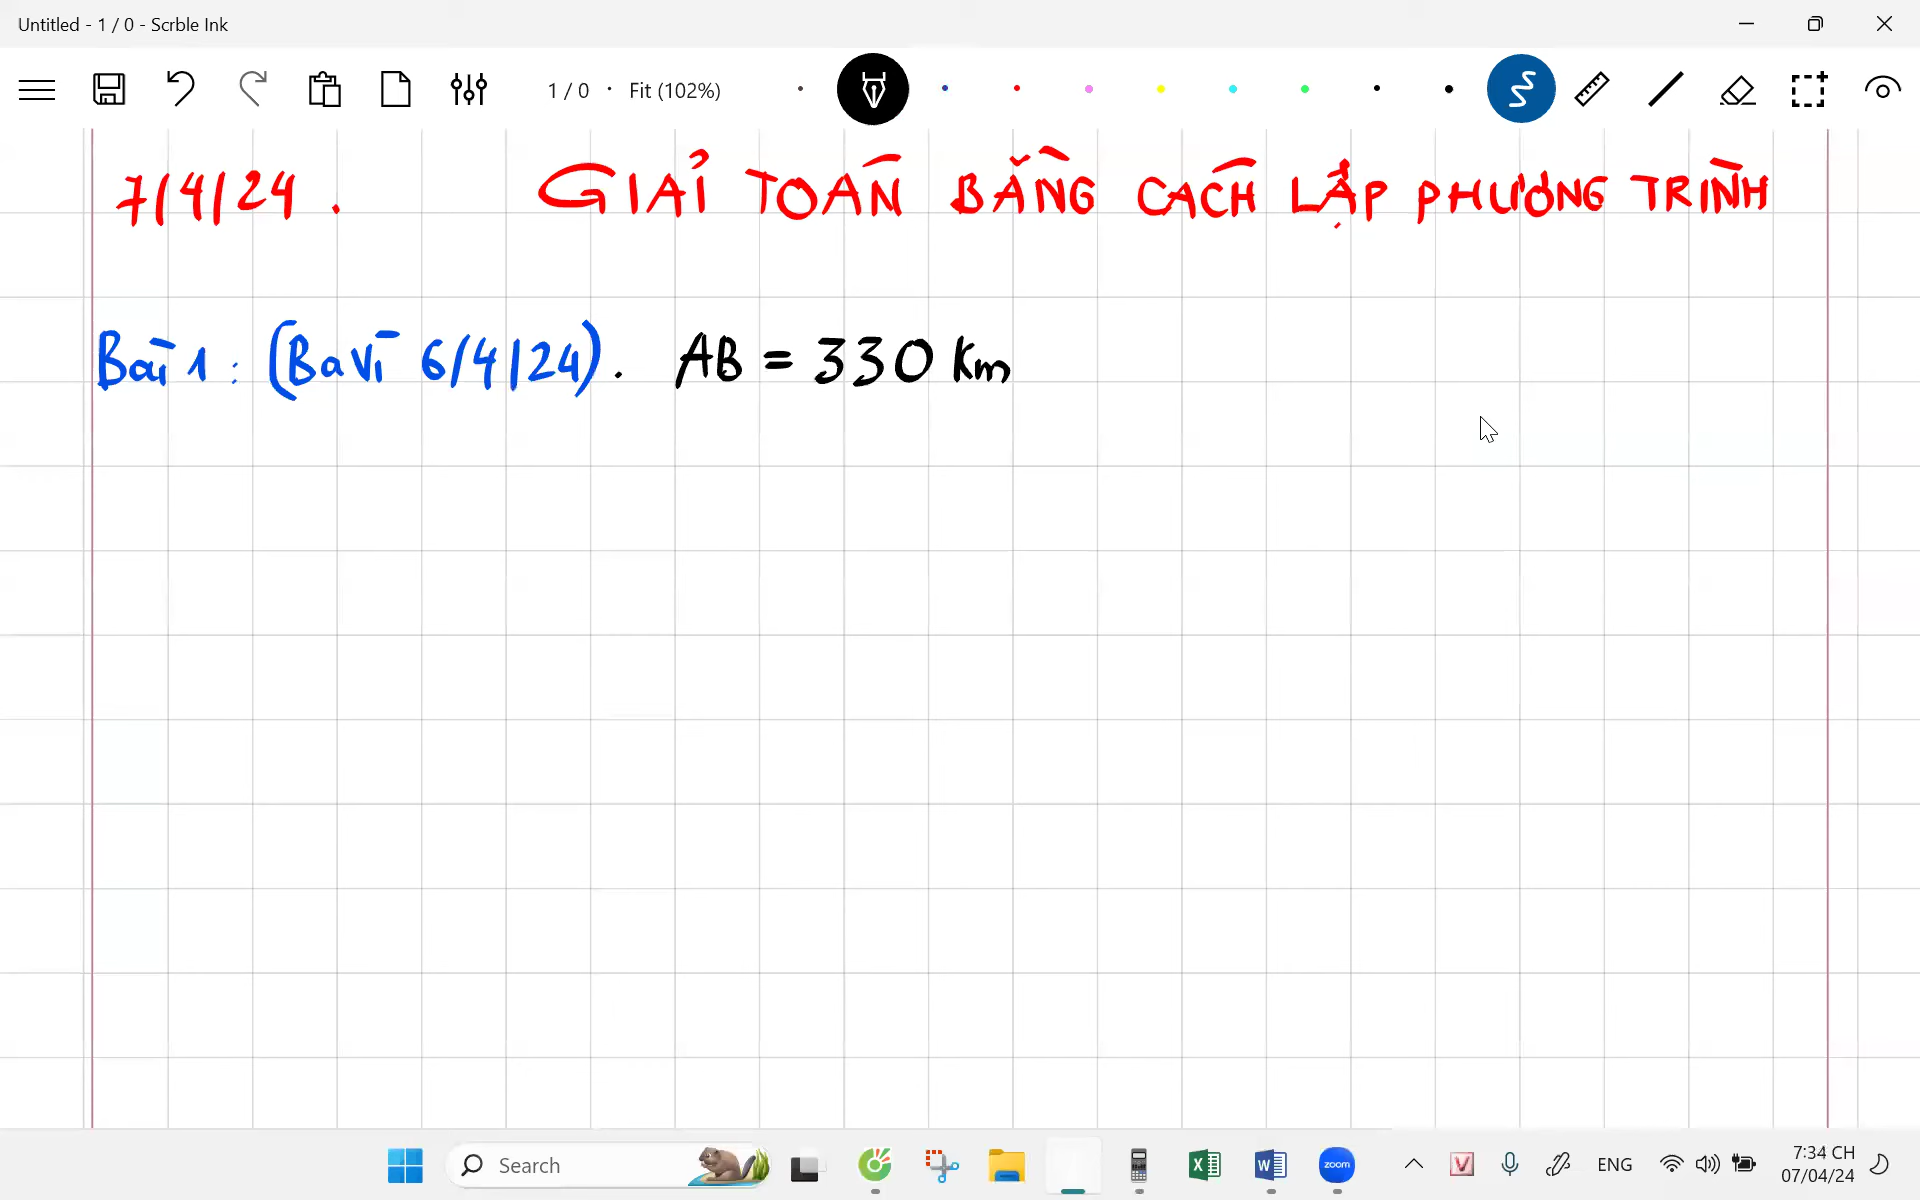 Untitled - 1 / 0 - Scrble Ink
1 / 0 · Fit (102%)
7/4/24 . GIẢI TOÁN BẰNG CÁCH LẬP PHƯƠNG TRÌNH
Bài 1 : (Ba Vì 6/4/24) . AB = 330 Km
Search
zoom
ENG
7:34 CH
07/04/24